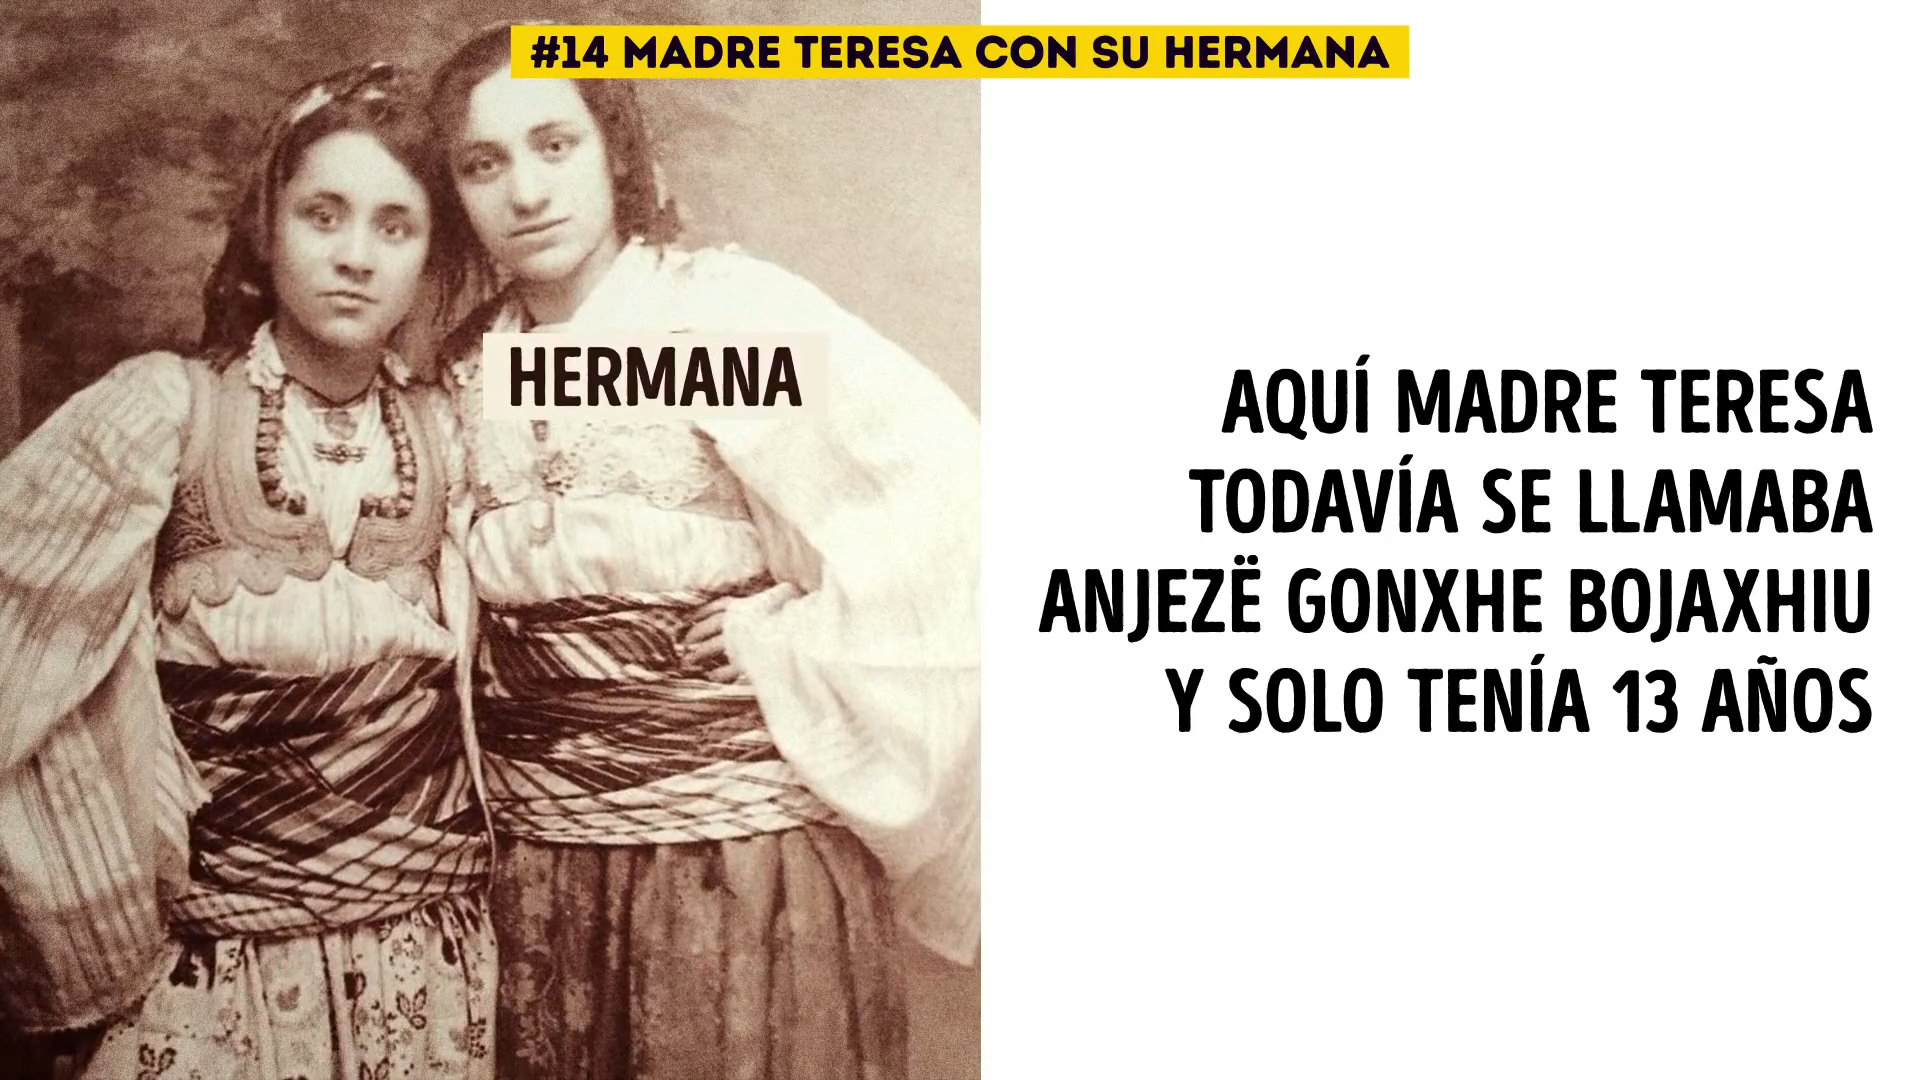 #14 MADRE TERESA CON SU HERMANA
HERMANA
AQUÍ MADRE TERESA
TODAVÍA SE LLAMABA
ANJEZË GONXHE BOJAXHIU
Y SOLO TENÍA 13 AÑOS